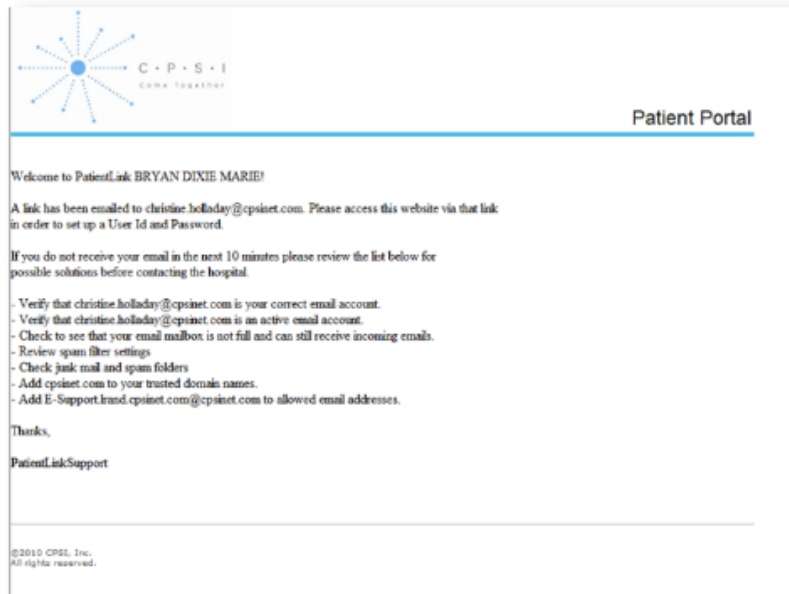 C • P • S • I
Come Together
Patient Portal
Welcome to PatientLink BRYAN DIXIE MARIE!
A link has been emailed to christine.holladay@cpsinet.com. Please access this website via that link
in order to set up a User Id and Password.
If you do not receive your email in the next 10 minutes please review the list below for
possible solutions before contacting the hospital.
- Verify that christine.holladay@cpsinet.com is your correct email account.
- Verify that christine.holladay@cpsinet.com is an active email account.
- Check to see that your email mailbox is not full and can still receive incoming emails.
- Review spam filter settings
- Check junk mail and spam folders
- Add cpsinet.com to your trusted domain names.
- Add E-Support.lrand.cpsinet.com@cpsinet.com to allowed email addresses.
Thanks,
PatientLinkSupport
©2010 CPSI, Inc.
All rights reserved.